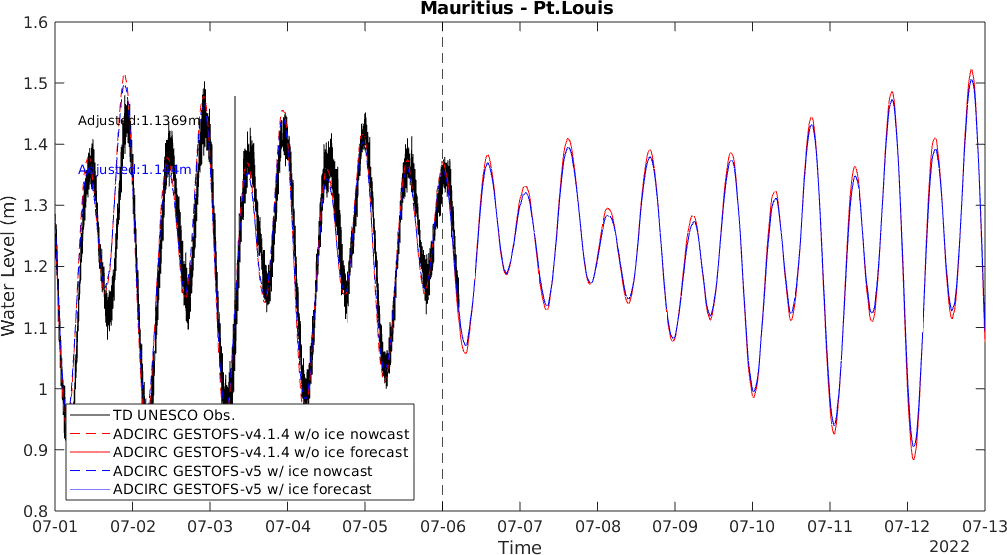 Mauritius - Pt.Louis
1.6
1.5
1.4
1.3
1.2
1.1
1
0.9
0.8
Water Level (m)
Adjusted:1.1369m
Adjusted:1.144m
TD UNESCO Obs.
ADCIRC GESTOFS-v4.1.4 w/o ice nowcast
ADCIRC GESTOFS-v4.1.4 w/o ice forecast
ADCIRC GESTOFS-v5 w/ ice nowcast
ADCIRC GESTOFS-v5 w/ ice forecast
07-01 07-02 07-03 07-04 07-05 07-06 07-07 07-08 07-09 07-10 07-11 07-12 07-13
Time
2022